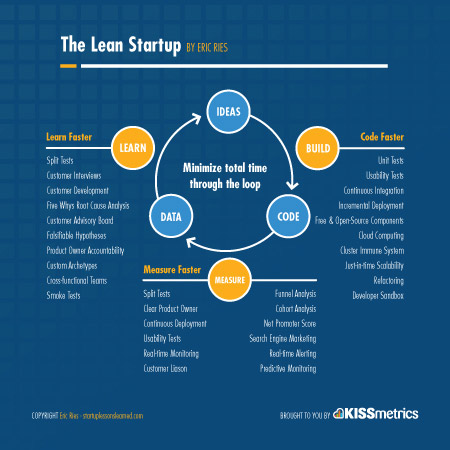 The Lean Startup BY ERIC RIES
IDEAS
Learn Faster
LEARN
BUILD
Code Faster
Minimize total time
through the loop
Split Tests
Customer Interviews
Customer Development
Five Whys Root Cause Analysis
Customer Advisory Board
Falsifiable Hypotheses
Product Owner Accountability
Custom Archetypes
Cross-functional Teams
Smoke Tests
Unit Tests
Usability Tests
Continuous Integration
Incremental Deployment
Free & Open-Source Components
Cloud Computing
Cluster Immune System
Just-in-time Scalability
Refactoring
Developer Sandbox
DATA
CODE
Measure Faster
MEASURE
Split Tests
Clear Product Owner
Continuous Deployment
Usability Tests
Real-time Monitoring
Customer Liason
Funnel Analysis
Cohort Analysis
Net Promoter Score
Search Engine Marketing
Real-time Alerting
Predictive Monitoring
COPYRIGHT Eric Ries - startuplessonslearned.com
BROUGHT TO YOU BY KISSmetrics